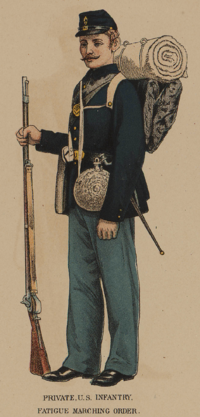 PRIVATE, U.S. INFANTRY.
FATIGUE MARCHING ORDER.